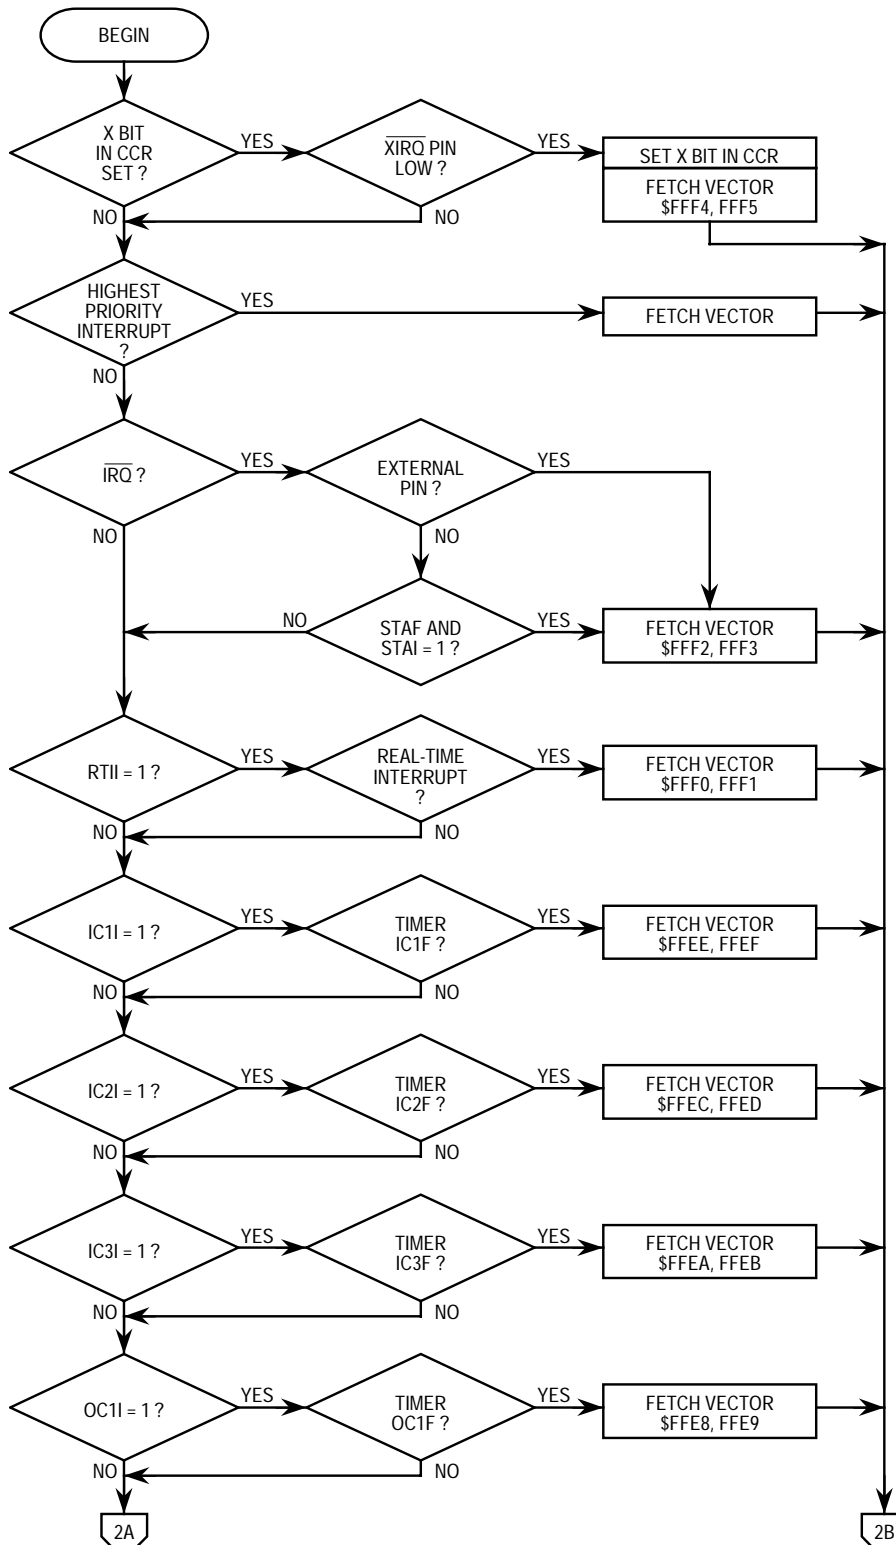 BEGIN
X BIT
IN CCR
SET ?
YES
NO
XIRQ PIN
LOW ?
YES
NO
SET X BIT IN CCR
FETCH VECTOR
$FFF4, FFF5
HIGHEST
PRIORITY
INTERRUPT
?
YES
NO
FETCH VECTOR
IRQ ?
YES
NO
EXTERNAL
PIN ?
YES
NO
STAF AND
STAI = 1 ?
NO
YES
FETCH VECTOR
$FFF2, FFF3
RTII = 1 ?
YES
NO
REAL-TIME
INTERRUPT
?
YES
NO
FETCH VECTOR
$FFF0, FFF1
IC1I = 1 ?
YES
NO
TIMER
IC1F ?
YES
NO
FETCH VECTOR
$FFEE, FFEF
IC2I = 1 ?
YES
NO
TIMER
IC2F ?
YES
NO
FETCH VECTOR
$FFEC, FFED
IC3I = 1 ?
YES
NO
TIMER
IC3F ?
YES
NO
FETCH VECTOR
$FFEA, FFEB
OC1I = 1 ?
YES
NO
TIMER
OC1F ?
YES
NO
FETCH VECTOR
$FFE8, FFE9
2A
2B